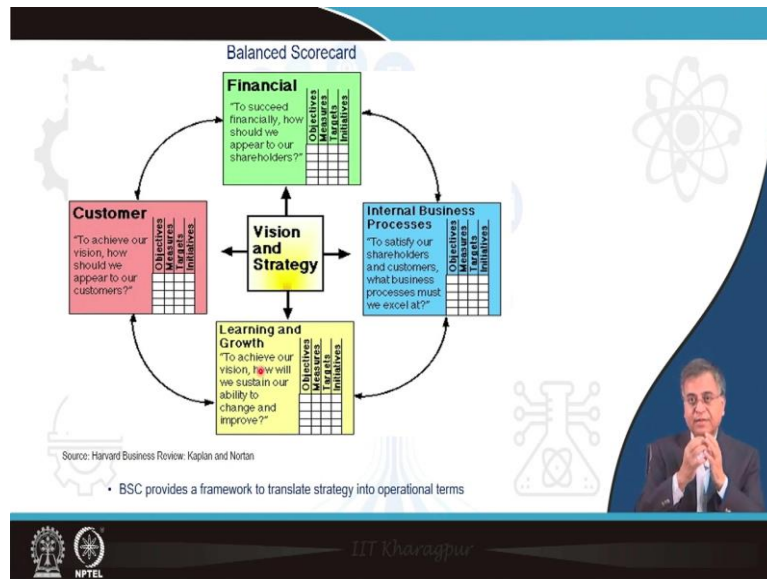 Balanced Scorecard
Financial
"To succeed
financially, how
should we
appear to our
shareholders?"
Objectives
Measures
Targets
Initiatives
Customer
"To achieve our
vision, how
should we
appear to our
customers?"
Objectives
Measures
Targets
Initiatives
Vision
and
Strategy
Internal Business
Processes
"To satisfy our
shareholders
and customers,
what business
processes must
we excel at?"
Objectives
Measures
Targets
Initiatives
Learning and
Growth
"To achieve our
vision, how will
we sustain our
ability to
change and
improve?"
Objectives
Measures
Targets
Initiatives
Source: Harvard Business Review: Kaplan and Nortan
• BSC provides a framework to translate strategy into operational terms
NPTEL
IIT Kharagpur